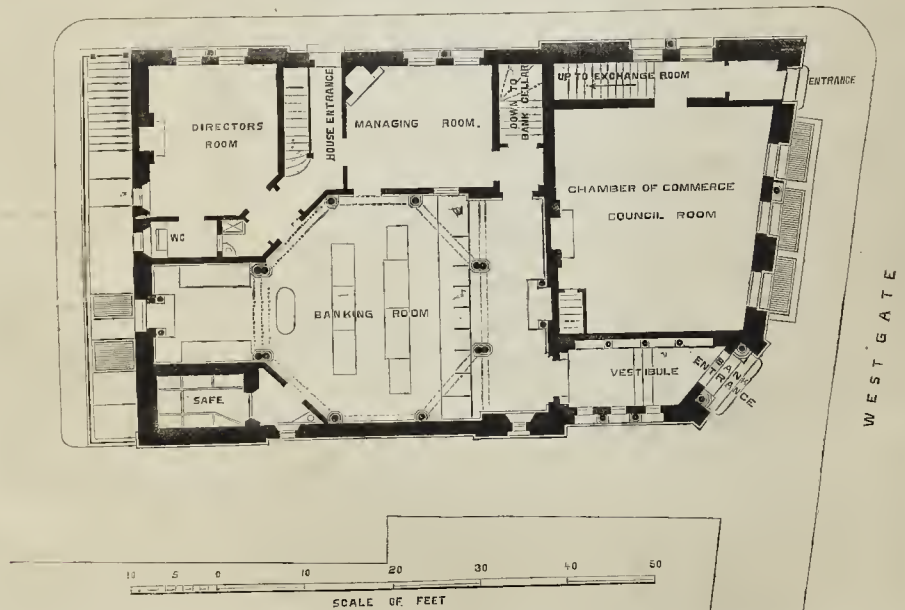 UP TO EXCHANGE ROOM
ENTRANCE
DIRECTORS
ROOM
HOUSE ENTRANCE
MANAGING ROOM.
DOWN TO
BANK CELLAR
CHAMBER OF COMMERCE
COUNCIL ROOM
WC
BANKING ROOM
SAFE
VESTIBULE
BANK
ENTRANCE
WESTGATE
10 5 0 10 20 30 40 50
SCALE OF FEET